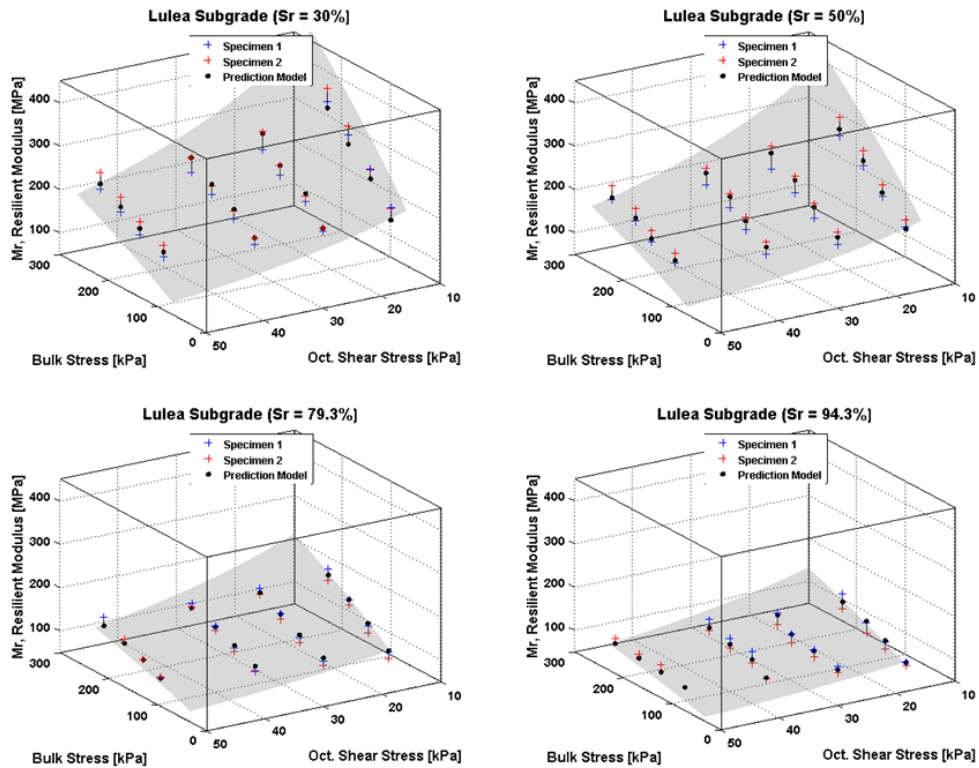 Lulea Subgrade (Sr = 30%]
Specimen 1
Specimen 2
Prediction Model
Mr, Resilient Modulus [MPa]
400
300
200
100
300
200
100
0
Bulk Stress [kPa]
50
40
30
20
10
Oct. Shear Stress [kPa]
Lulea Subgrade (Sr = 50%]
Specimen 1
Specimen 2
Prediction Model
Mr, Resilient Modulus [MPa]
400
300
200
100
300
200
100
0
Bulk Stress [kPa]
50
40
30
20
10
Oct. Shear Stress [kPa]
Lulea Subgrade (Sr = 79.3%]
Specimen 1
Specimen 2
Prediction Model
Mr, Resilient Modulus [MPa]
400
300
200
100
300
200
100
0
Bulk Stress [kPa]
50
40
30
20
10
Oct. Shear Stress [kPa]
Lulea Subgrade (Sr = 94.3%]
Specimen 1
Specimen 2
Prediction Model
Mr, Resilient Modulus [MPa]
400
300
200
100
300
200
100
0
Bulk Stress [kPa]
50
40
30
20
10
Oct. Shear Stress [kPa]